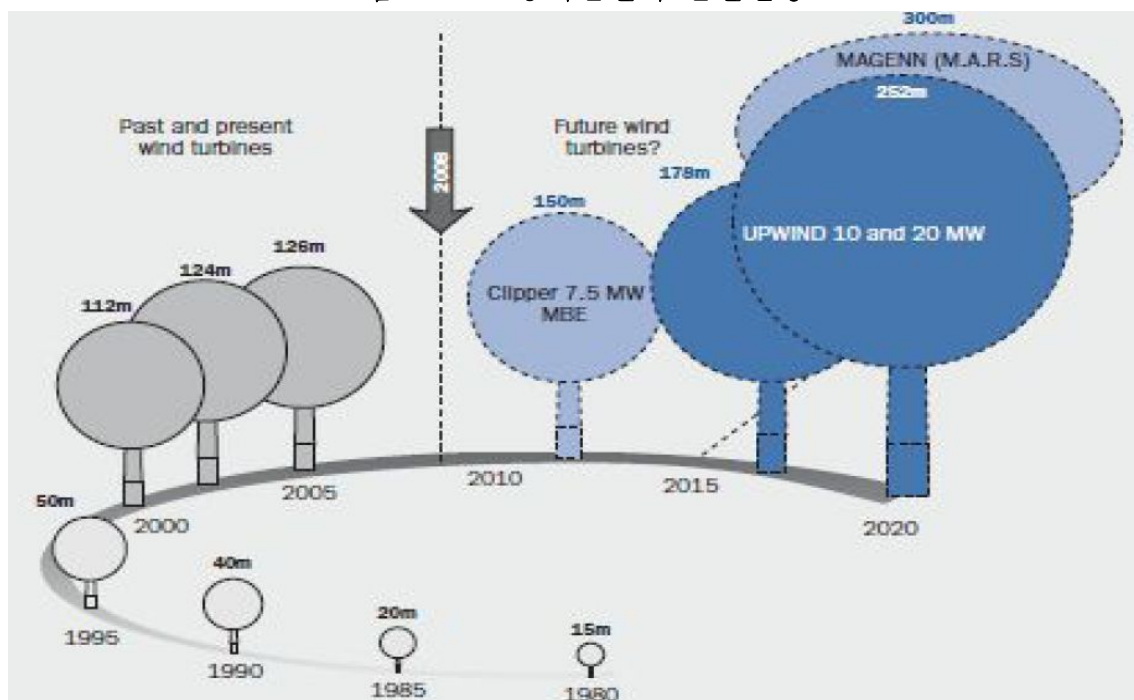 300m
MAGENN (M.A.R.S)
252m
Past and present
wind turbines
2008
Future wind
turbines?
178m
150m
UPWIND 10 and 20 MW
126m
124m
Clipper 7.5 MW
MBE
112m
2010
2015
2005
50m
2000
2020
40m
20m
15m
1995
1990
1985
1980